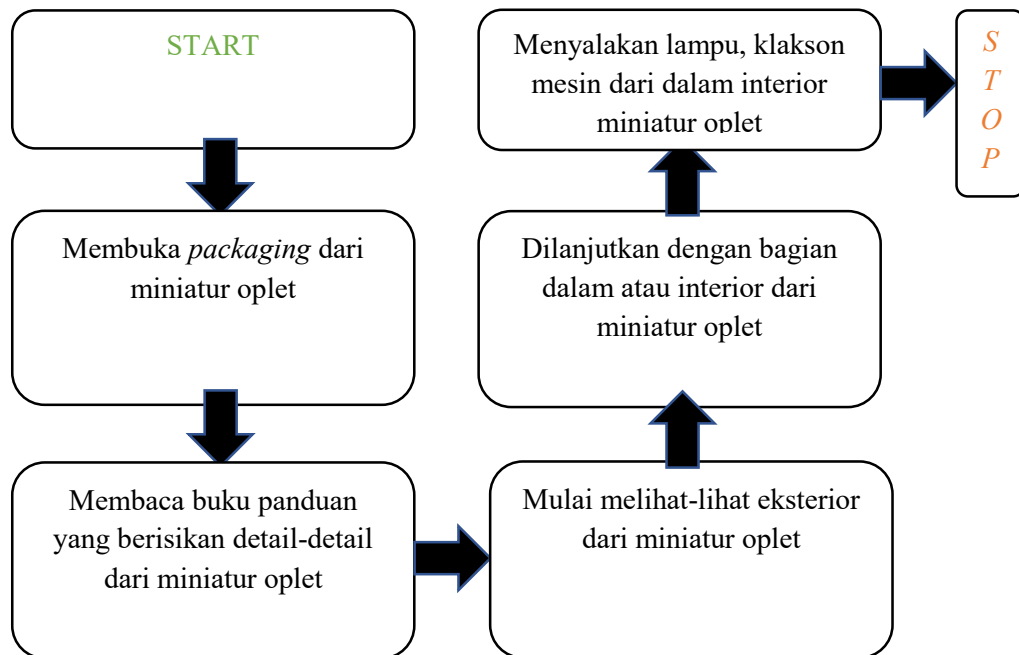 START
Membuka packaging dari
miniatur oplet
Membaca buku panduan
yang berisikan detail-detail
dari miniatur oplet
Mulai melihat-lihat eksterior
dari miniatur oplet
Dilanjutkan dengan bagian
dalam atau interior dari
miniatur oplet
Menyalakan lampu, klakson
mesin dari dalam interior
miniatur oplet
S
T
O
P